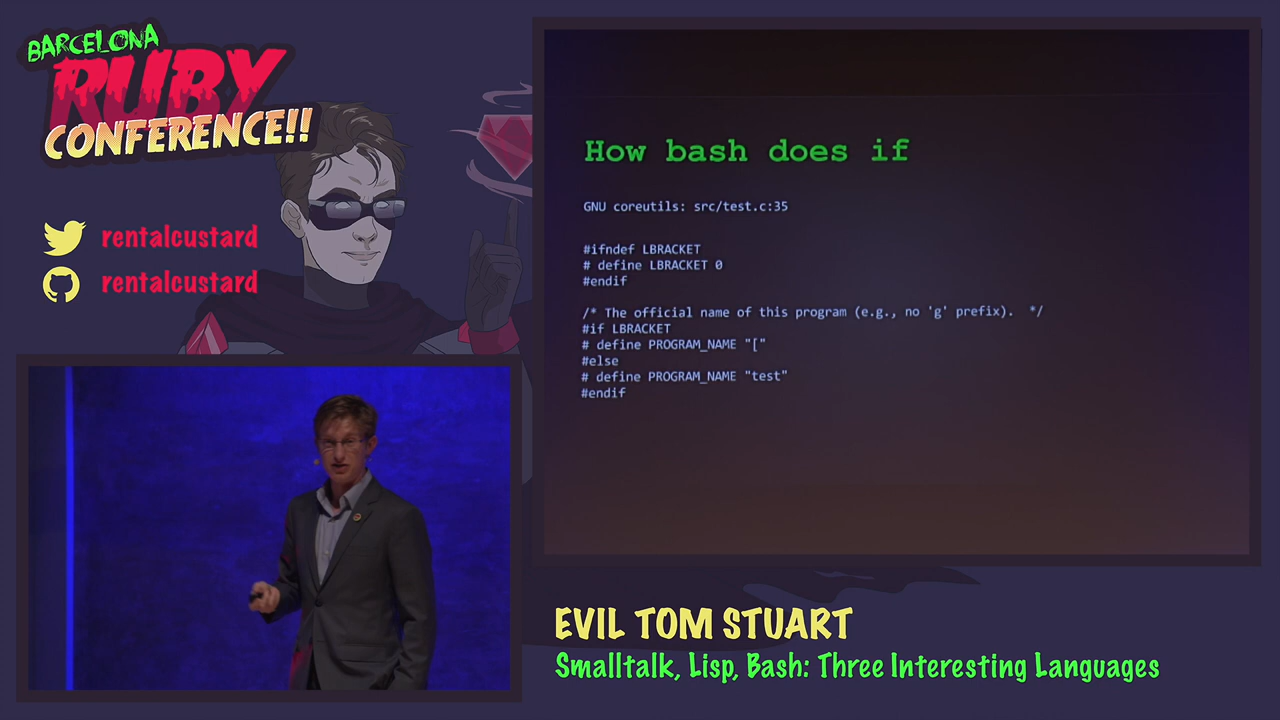 BARCELONA
RUBY
CONFERENCE!!
rentalcustard
rentalcustard
How bash does if
GNU coreutils: src/test.c:35
#ifndef LBRACKET
# define LBRACKET 0
#endif
/* The official name of this program (e.g., no 'g' prefix).  */
#if LBRACKET
# define PROGRAM_NAME "["
#else
# define PROGRAM_NAME "test"
#endif
EVIL TOM STUART
Smalltalk, Lisp, Bash: Three Interesting Languages